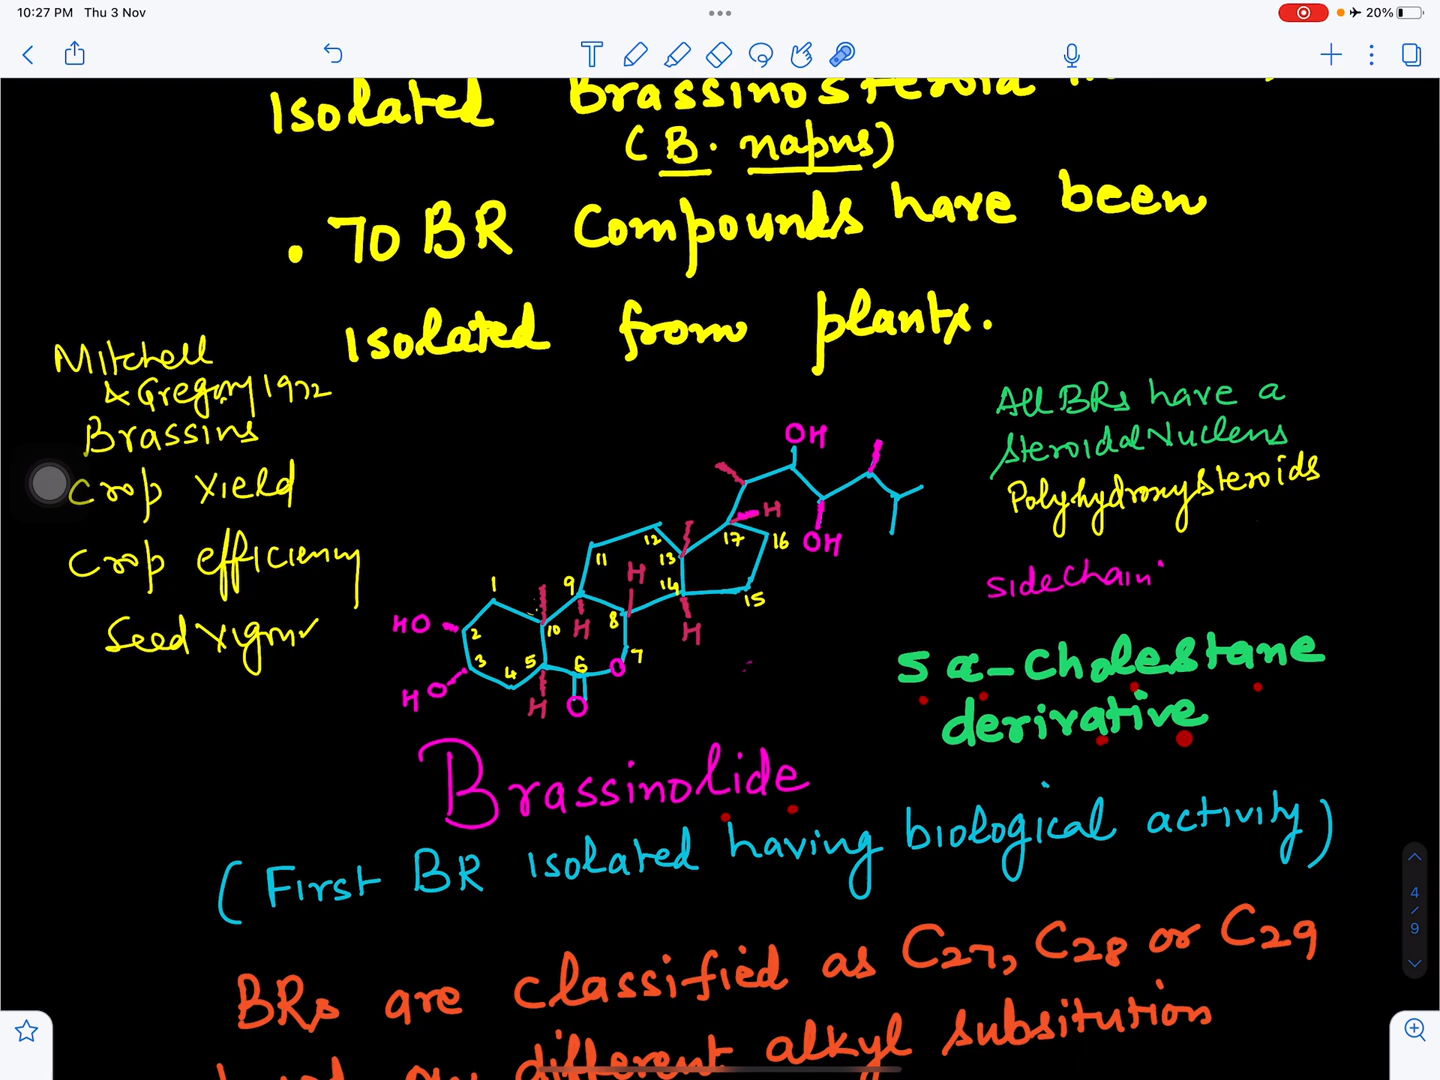 10:27 PM Thu 3 Nov
20%
Isolated Brassinosteroid
(B. napus)
. 70 BR Compounds have been
Isolated from plants.
Mitchell
& Gregory 1972
Brassins
Crop Yield
Crop efficiency
Seed Vigour
All BRs have a
Steroidal Nucleus
Polyhydroxysteroids
Side Chain
5 α-Cholestane
derivative
OH
H
12
17
16
OH
11
13
H
1
9
14
15
HO
2
10
H
8
H
3
4
5
6
O
7
HO
H
O
Brassinolide
(First BR isolated having biological activity)
BRs are classified as C27, C28 or C29
different alkyl subsitution
4
/
9